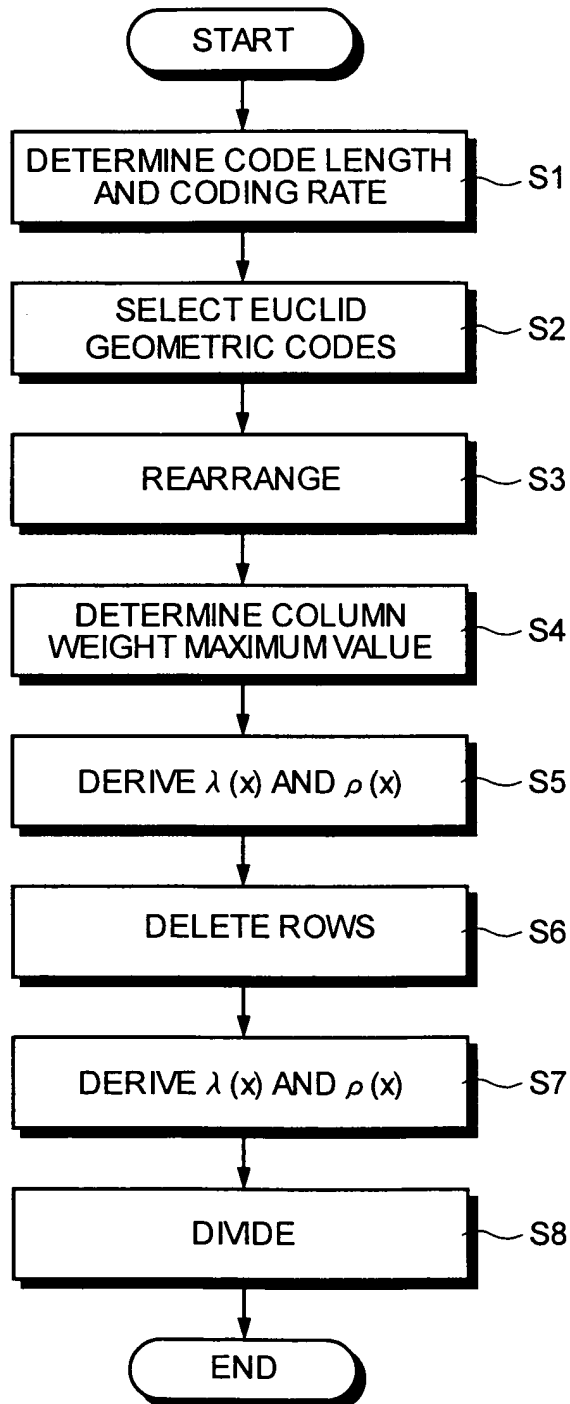 START
DETERMINE CODE LENGTH
AND CODING RATE
S1
SELECT EUCLID
GEOMETRIC CODES
S2
REARRANGE
S3
DETERMINE COLUMN
WEIGHT MAXIMUM VALUE
S4
DERIVE λ (x) AND ρ (x)
S5
DELETE ROWS
S6
DERIVE λ (x) AND ρ (x)
S7
DIVIDE
S8
END